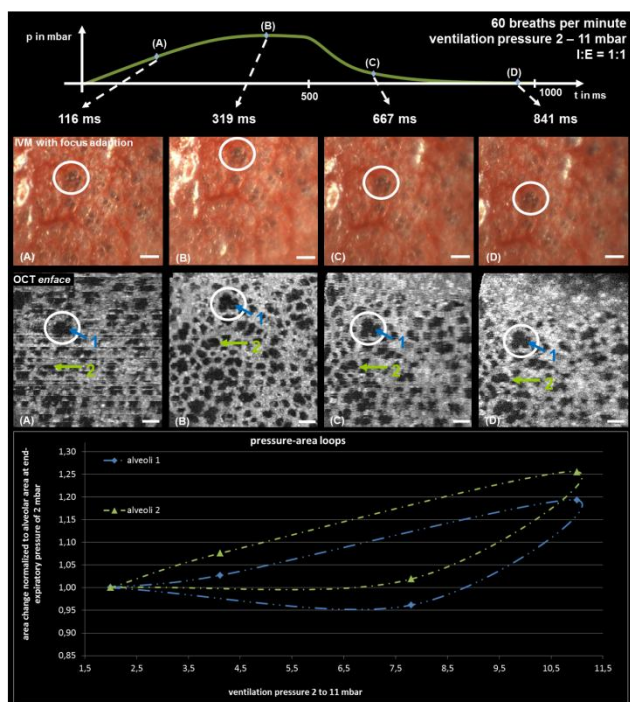 60 breaths per minute
ventilation pressure 2 – 11 mbar
I:E = 1:1
p in mbar
(A)
(B)
(C)
(D)
500
1000
t in ms
116 ms
319 ms
667 ms
841 ms
IVM with focus adaption
(A)
(B)
(C)
(D)
OCT enface
1
2
(A)
1
2
(B)
1
2
(C)
1
2
(D)
pressure-area loops
1,30
1,25
1,20
1,15
1,10
1,05
1,00
0,95
0,90
0,85
alveoli 1
alveoli 2
area change normalized to alveolar area at end-
expiratory pressure of 2 mbar
1,5 2,5 3,5 4,5 5,5 6,5 7,5 8,5 9,5 10,5 11,5
ventilation pressure 2 to 11 mbar